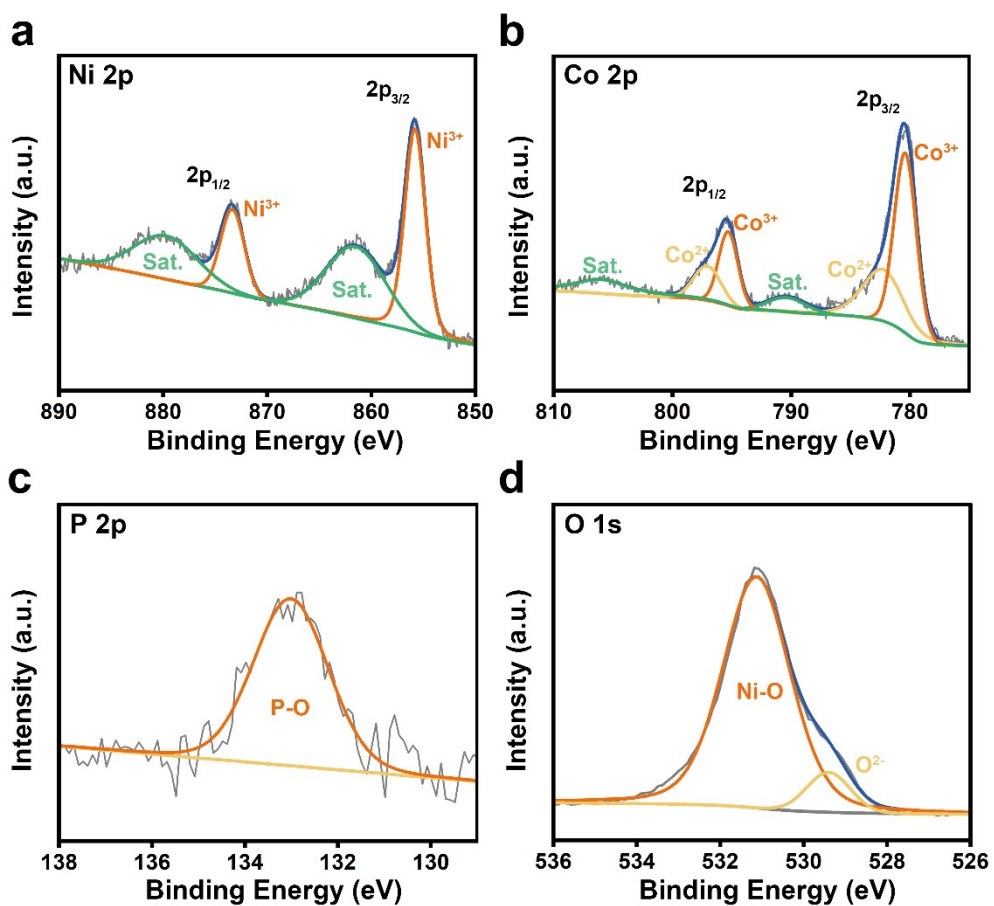 a
Ni 2p
2p3/2
Ni³⁺
2p1/2
Ni³⁺
Sat.
Sat.
Intensity (a.u.)
890 880 870 860 850
Binding Energy (eV)
b
Co 2p
2p3/2
Co³⁺
2p1/2
Co³⁺
Co²⁺
Co²⁺
Sat.
Sat.
Intensity (a.u.)
810 800 790 780
Binding Energy (eV)
c
P 2p
P-O
Intensity (a.u.)
138 136 134 132 130
Binding Energy (eV)
d
O 1s
Ni-O
O²⁻
Intensity (a.u.)
536 534 532 530 528 526
Binding Energy (eV)